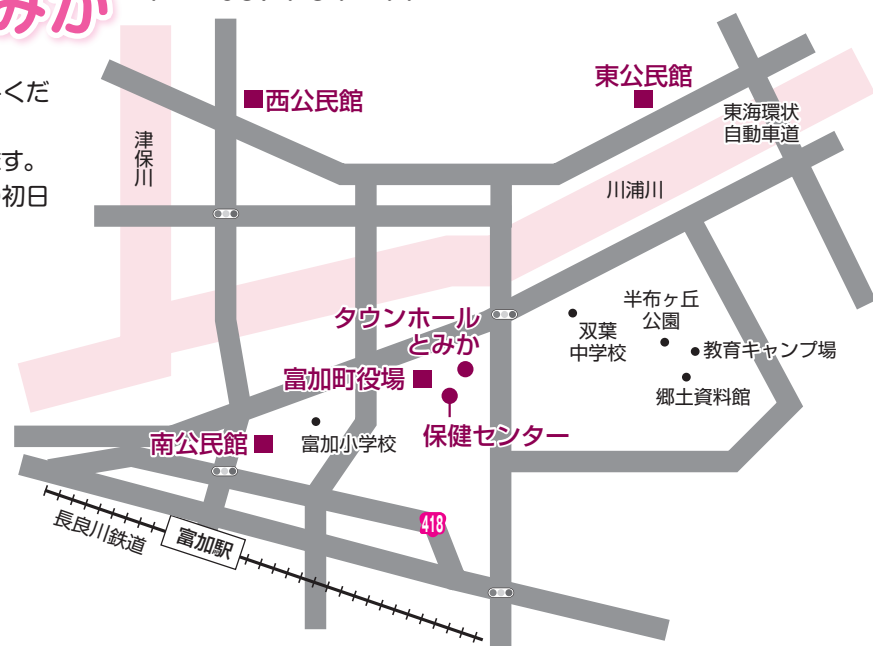 みか
くだ
す。
初日
西公民館
東公民館
東海環状
自動車道
津保川
川浦川
タウンホール
とみか
双葉
中学校
半布ヶ丘
公園
教育キャンプ場
郷土資料館
富加町役場
保健センター
南公民館
富加小学校
418
長良川鉄道
富加駅